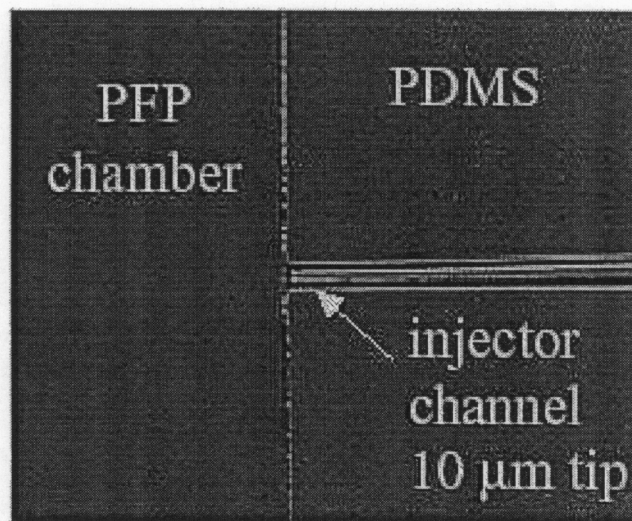 PFP
chamber
PDMS
injector
channel
10 μm tip